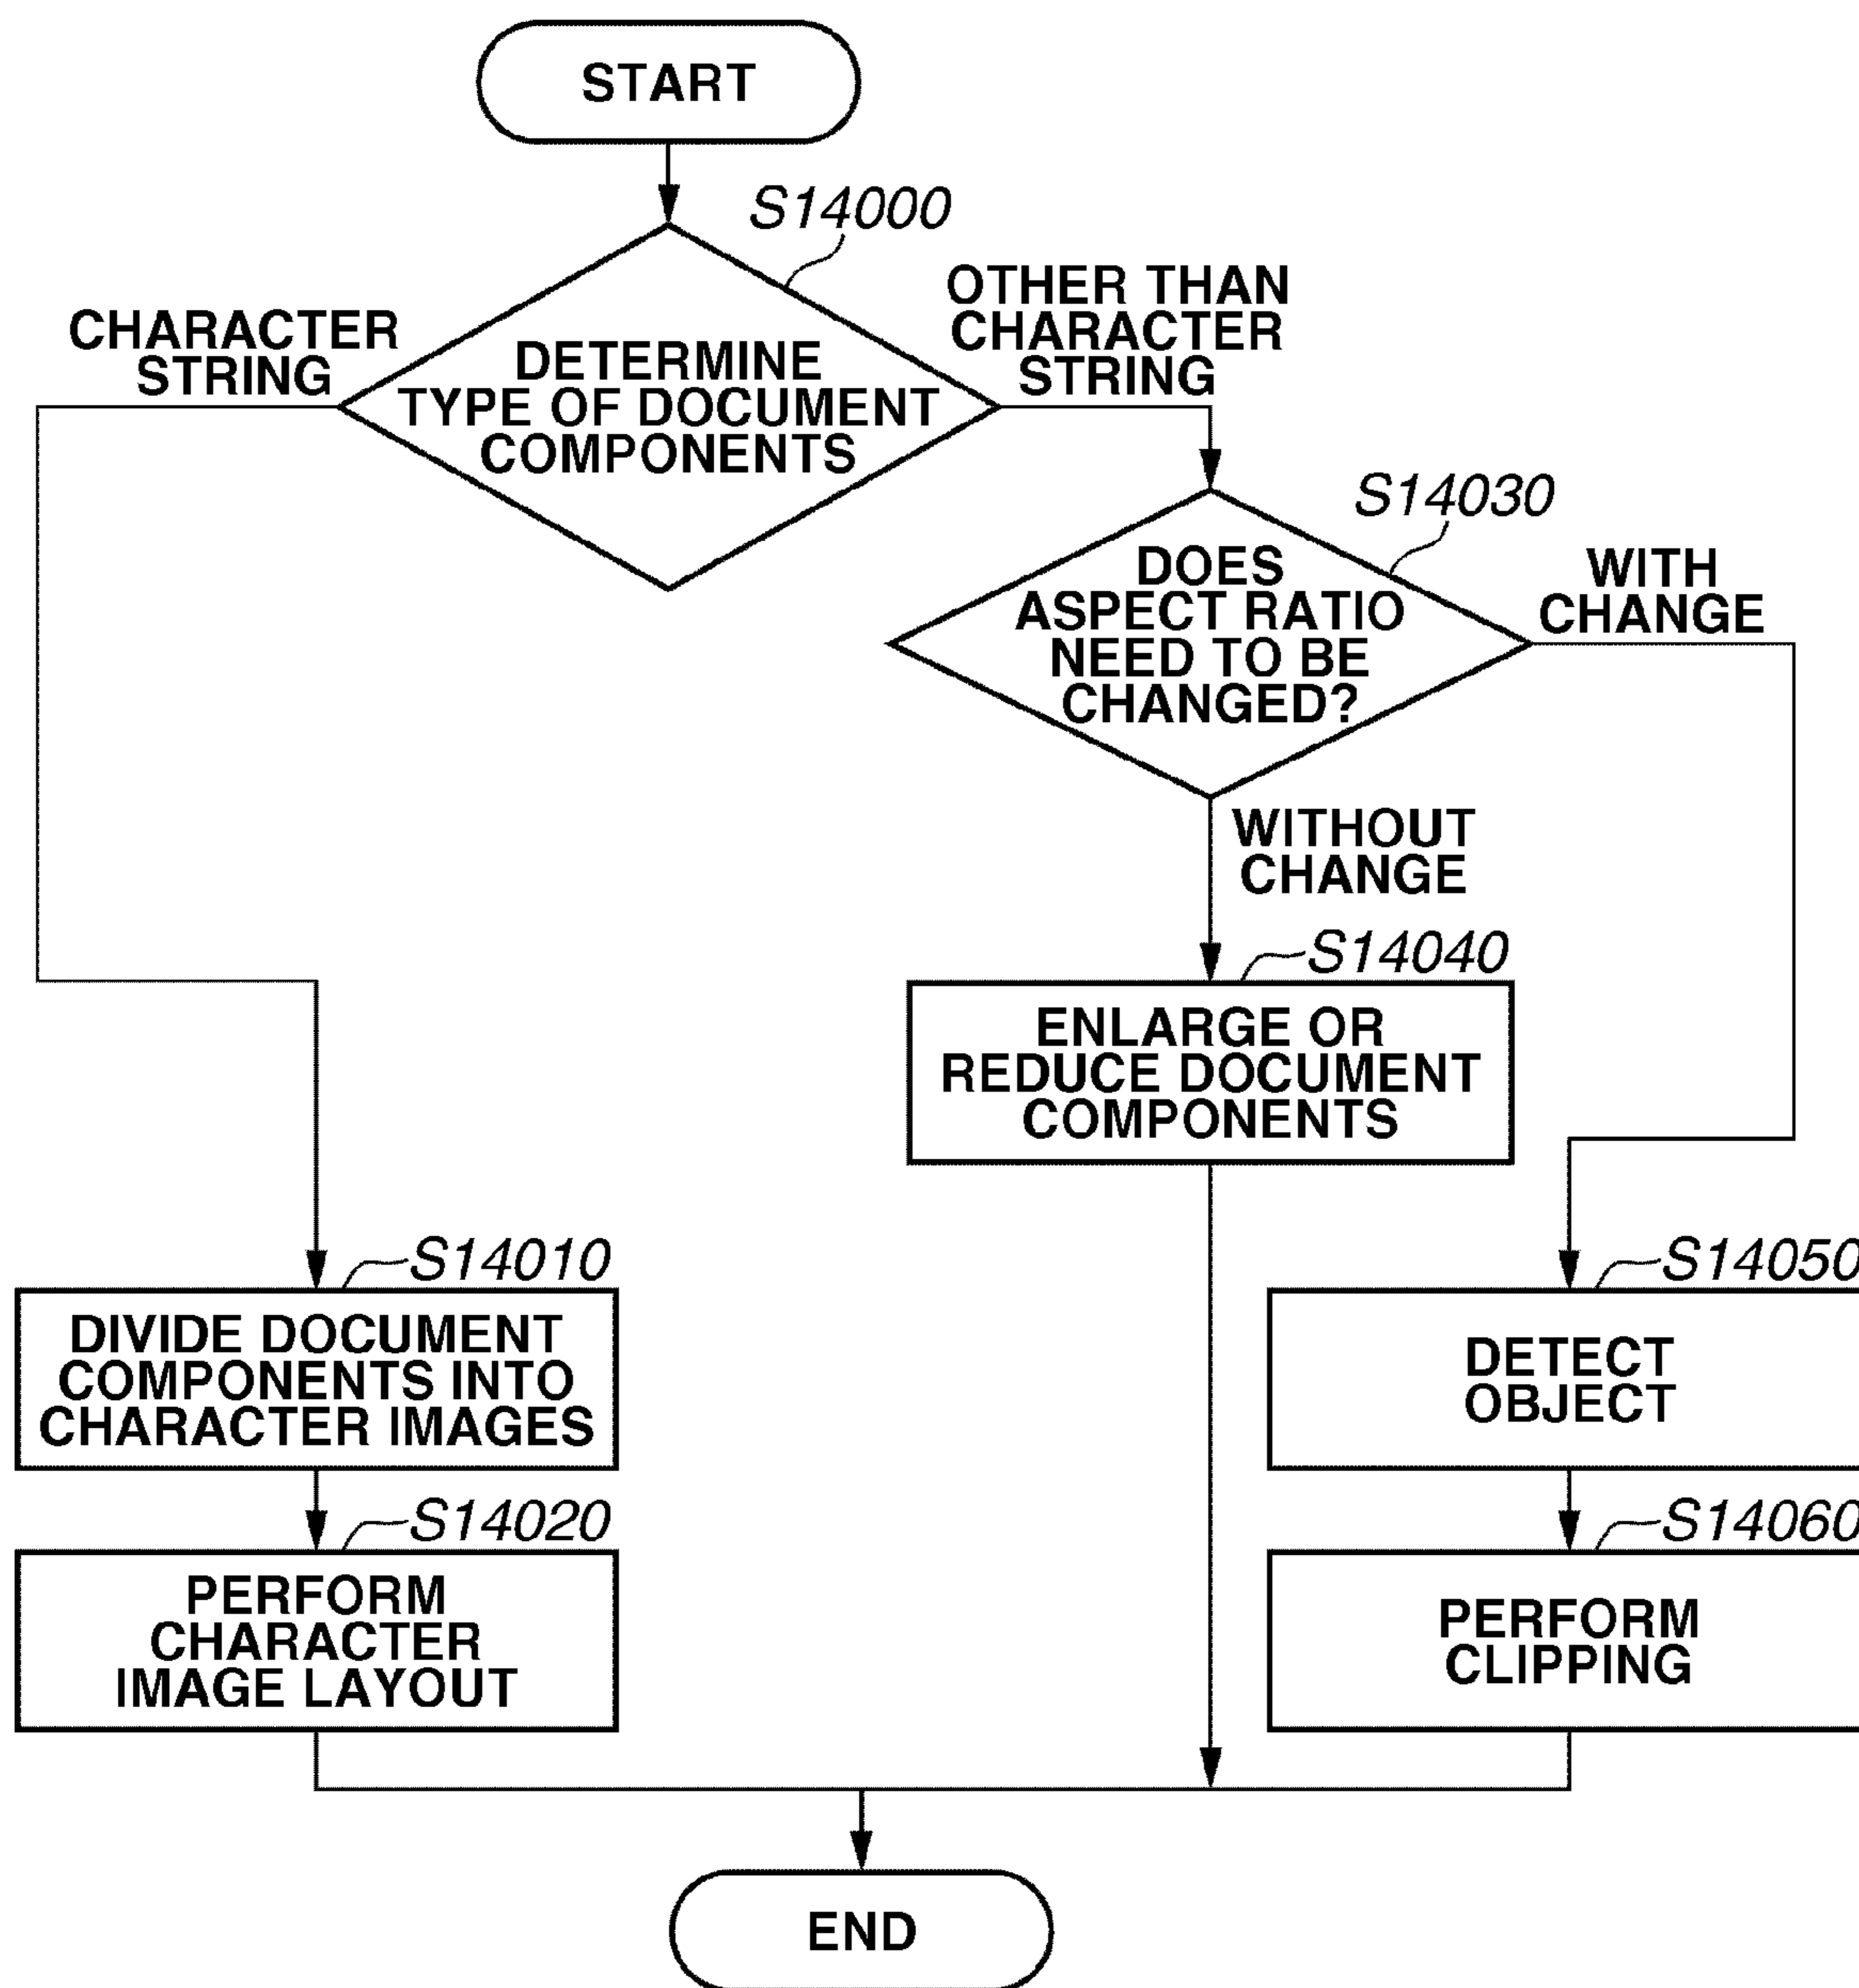 START
S14000
CHARACTER
STRING
DETERMINE
TYPE OF DOCUMENT
COMPONENTS
OTHER THAN
CHARACTER
STRING
S14030
DOES
ASPECT RATIO
NEED TO BE
CHANGED?
WITH
CHANGE
WITHOUT
CHANGE
S14040
ENLARGE OR
REDUCE DOCUMENT
COMPONENTS
S14010
DIVIDE DOCUMENT
COMPONENTS INTO
CHARACTER IMAGES
S14050
DETECT
OBJECT
S14020
PERFORM
CHARACTER
IMAGE LAYOUT
S14060
PERFORM
CLIPPING
END